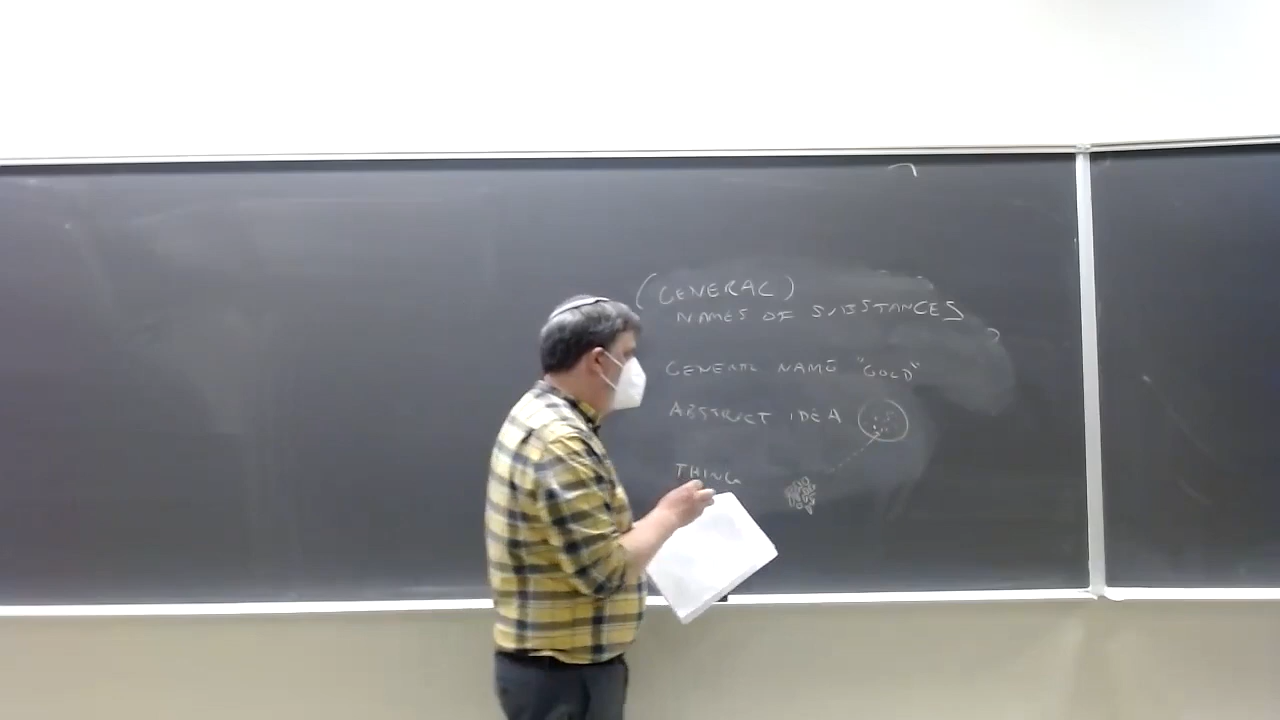 (GENERAL)
NAMES OF SUBSTANCES
GENERAL NAME "GOLD"
ABSTRACT IDEA
THING